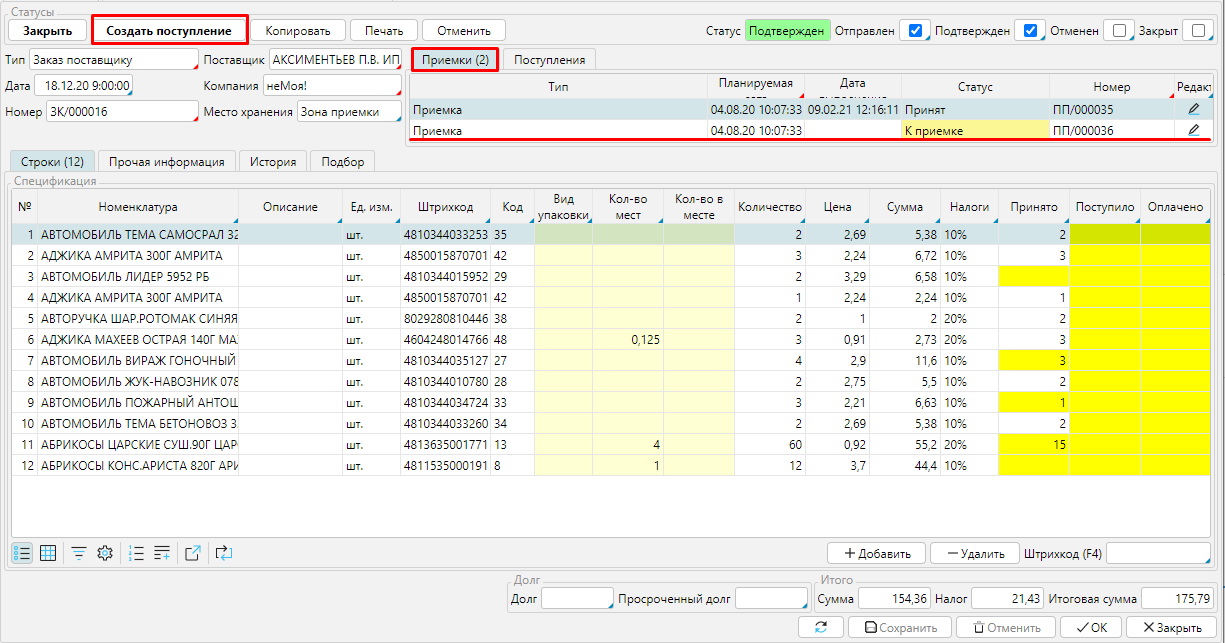 Статусы
Закрыть Создать поступление Копировать Печать Отменить Статус Подтвержден Отправлен Подтвержден Отменен Закрыт
Тип Заказ поставщику Поставщик АКСИМЕНТЬЕВ П.В. ИП Приемки (2) Поступления
Дата 18.12.20 9:00:00 Компания неМоя!
Номер ЗК/000016 Место хранения Зона приемки
Тип Планируемая Дата Статус Номер Редакт
Приемка 04.08.20 10:07:33 09.02.21 12:16:11 Принят ПП/000035
Приемка 04.08.20 10:07:33 К приемке ПП/000036
Строки (12) Прочая информация История Подбор
Спецификация
№ Номенклатура Описание Ед. изм. Штрихкод Код Вид упаковки Кол-во мест Кол-во в месте Количество Цена Сумма Налоги Принято Поступило Оплачено
1 АВТОМОБИЛЬ ТЕМА САМОСРАЛ 32 шт. 4810344033253 35 2 2,69 5,38 10% 2
2 АДЖИКА АМРИТА 300Г АМРИТА шт. 4850015870701 42 3 2,24 6,72 10% 3
3 АВТОМОБИЛЬ ЛИДЕР 5952 РБ шт. 4810344015952 29 2 3,29 6,58 10%
4 АДЖИКА АМРИТА 300Г АМРИТА шт. 4850015870701 42 1 2,24 2,24 10% 1
5 АВТОРУЧКА ШАР.РОТОМАК СИНЯЯ шт. 8029280810446 38 2 1 2 20% 2
6 АДЖИКА МАХЕЕВ ОСТРАЯ 140Г МА шт. 4604248014766 48 0,125 3 0,91 2,73 20% 3
7 АВТОМОБИЛЬ ВИРАЖ ГОНОЧНЫЙ шт. 4810344035127 27 4 2,9 11,6 10% 3
8 АВТОМОБИЛЬ ЖУК-НАВОЗНИК 078 шт. 4810344010780 28 2 2,75 5,5 10% 2
9 АВТОМОБИЛЬ ПОЖАРНЫЙ АНТОШ шт. 4810344034724 33 3 2,21 6,63 10% 1
10 АВТОМОБИЛЬ ТЕМА БЕТОНОВОЗ З шт. 4810344033260 34 2 2,69 5,38 10% 2
11 АБРИКОСЫ ЦАРСКИЕ СУШ.90Г ЦАР шт. 4813635001771 13 4 60 0,92 55,2 20% 15
12 АБРИКОСЫ КОНС.АРИСТА 820Г АРИ шт. 4811535000191 8 1 12 3,7 44,4 10%
Добавить Удалить Штрихкод (F4)
Долг Итого
Долг Просроченный долг Сумма 154,36 Налог 21,43 Итоговая сумма 175,79
Сохранить Отменить OK Закрыть